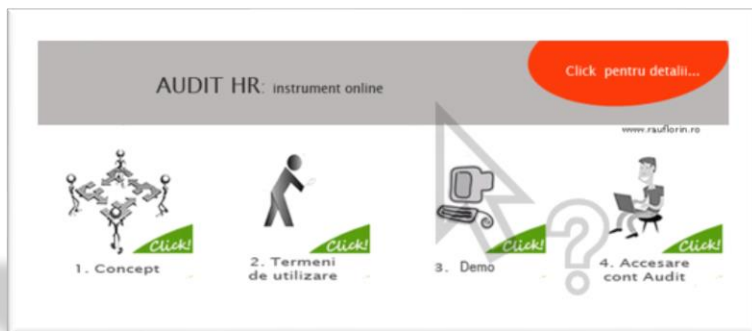 Click pentru detalii...
AUDIT HR: instrument online
www.rauflorin.ro
Click!
Click!
Click!
Click!
1. Concept
2. Termeni
de utilizare
3. Demo
4. Accesare
cont Audit